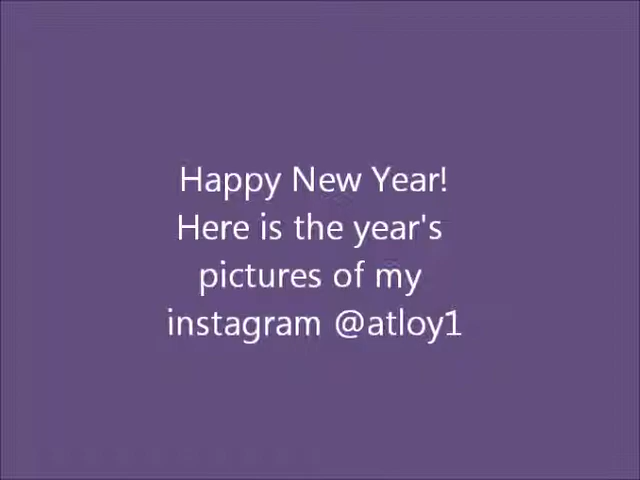 Happy New Year!
Here is the year's
pictures of my
instagram @atloy1